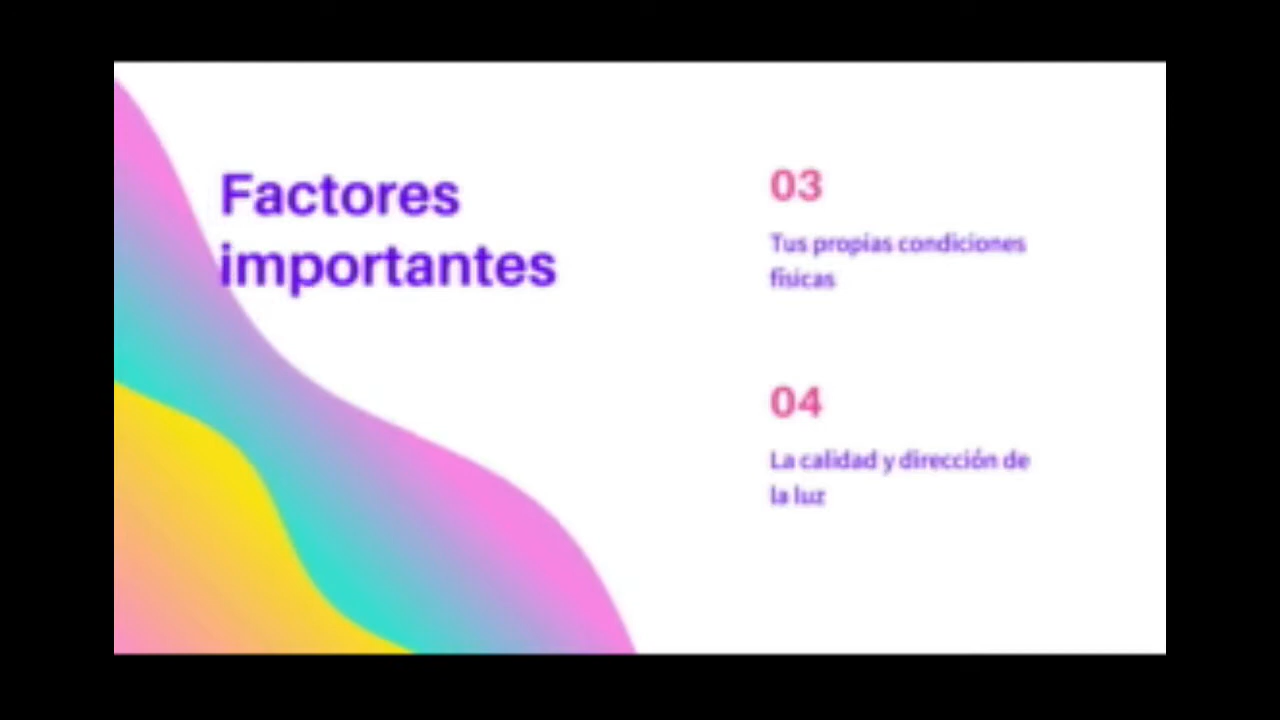 Factores
importantes
03
Tus propias condiciones
físicas
04
La calidad y dirección de
la luz